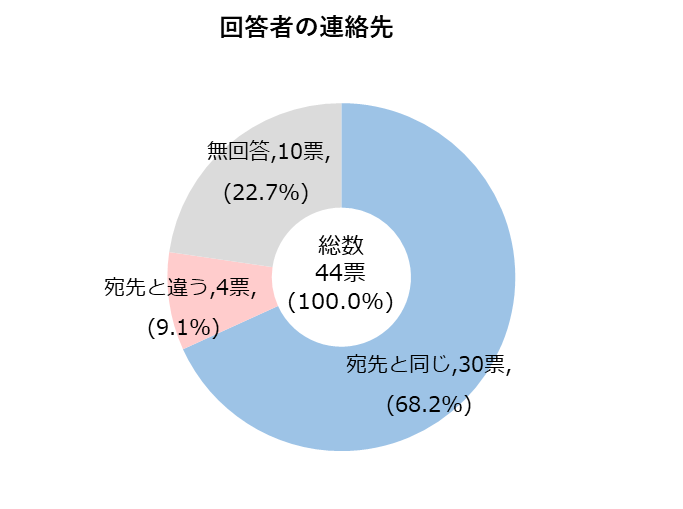 回答者の連絡先
無回答,10票,
(22.7%)
総数
44票
(100.0%)
宛先と違う,4票,
(9.1%)
宛先と同じ,30票,
(68.2%)